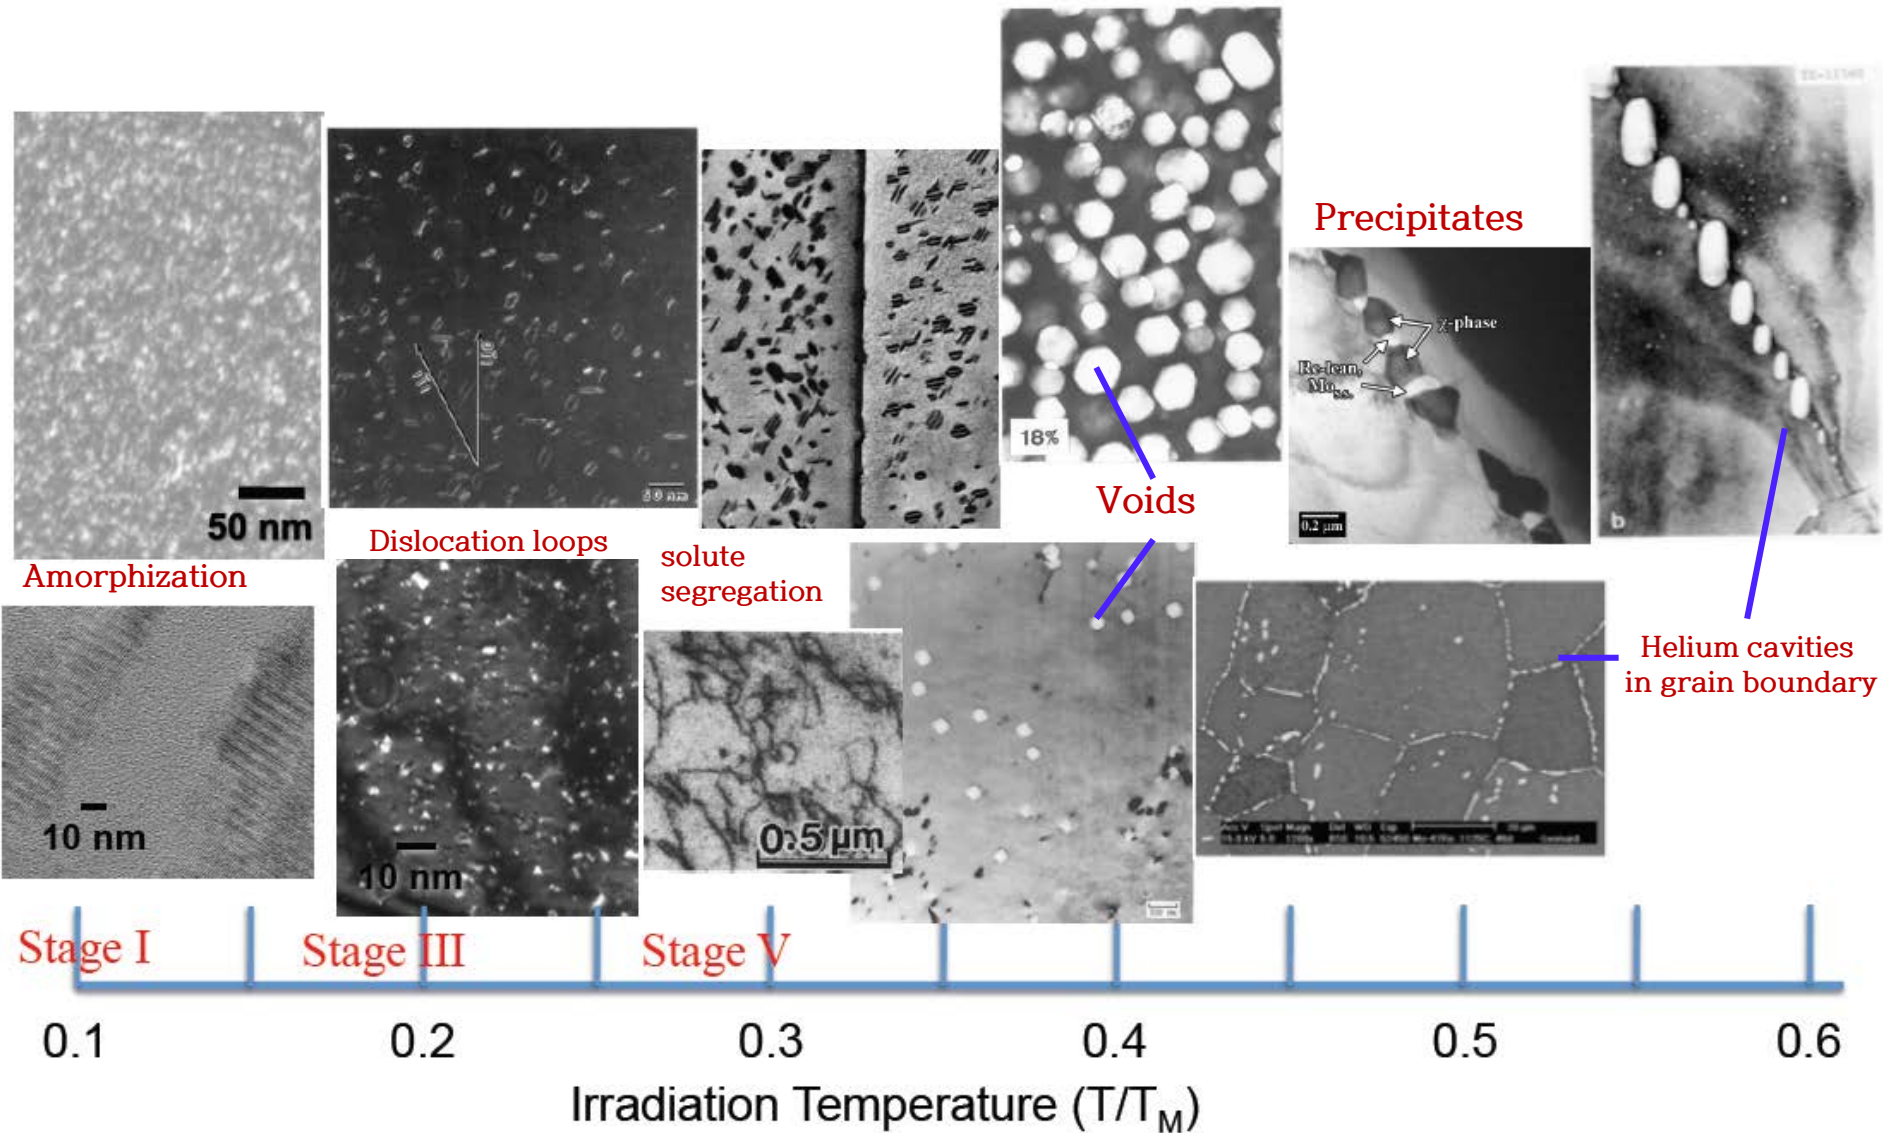 50 nm
Amorphization
10 nm
50 nm
Dislocation loops
10 nm
solute
segregation
0.5 µm
18%
Voids
Precipitates
χ-phase
Re-lean,
Mo s.s.
0.2 µm
b
Helium cavities
in grain boundary
Stage I
Stage III
Stage V
0.1
0.2
0.3
0.4
0.5
0.6
Irradiation Temperature (T/TM)